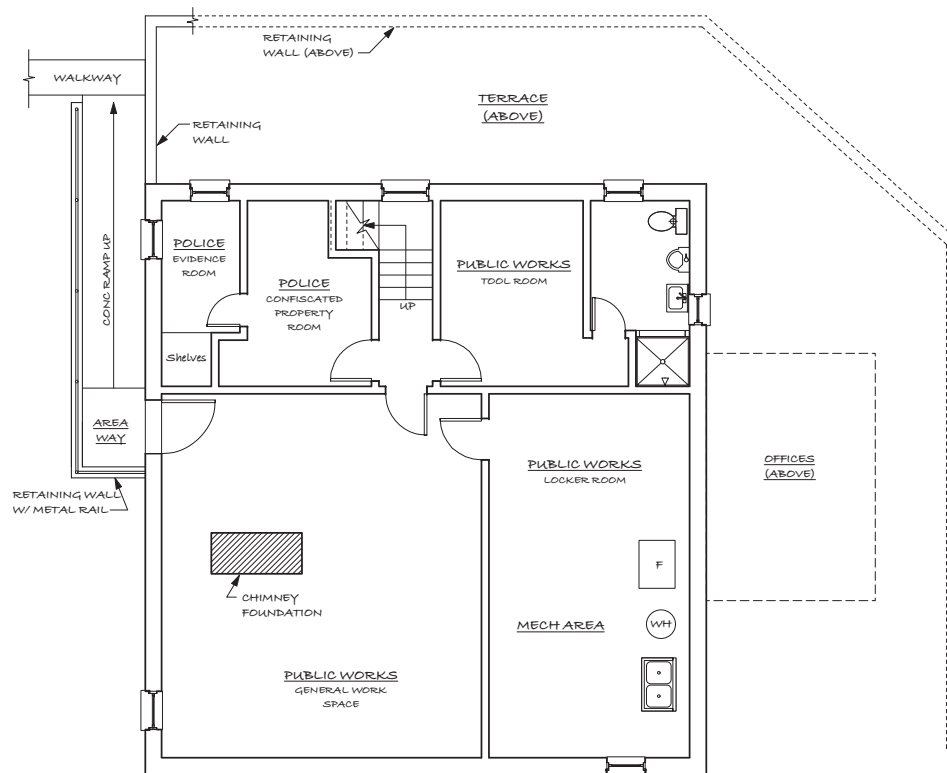 RETAINING
WALL (ABOVE)
WALKWAY
TERRACE
(ABOVE)
RETAINING
WALL
CONC RAMP UP
POLICE
EVIDENCE
ROOM
POLICE
CONFISCATED
PROPERTY
ROOM
PUBLIC WORKS
TOOL ROOM
UP
Shelves
AREA
WAY
PUBLIC WORKS
LOCKER ROOM
OFFICES
(ABOVE)
RETAINING WALL
W/ METAL RAIL
F
CHIMNEY
FOUNDATION
MECH AREA
WH
PUBLIC WORKS
GENERAL WORK
SPACE